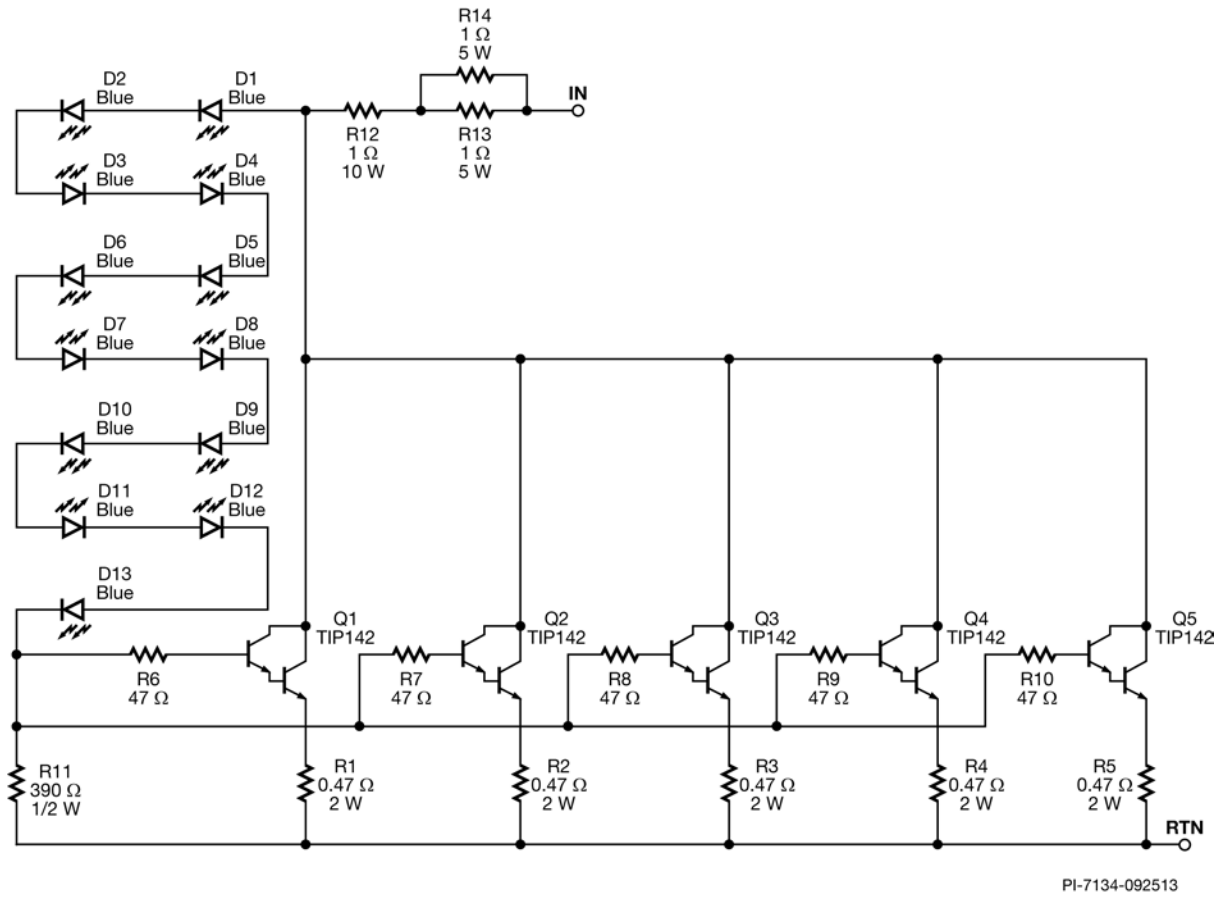 R14
1 Ω
5 W
IN
R12
1 Ω
10 W
R13
1 Ω
5 W
D2
Blue
D1
Blue
D3
Blue
D4
Blue
D6
Blue
D5
Blue
D7
Blue
D8
Blue
D10
Blue
D9
Blue
D11
Blue
D12
Blue
D13
Blue
Q1
TIP142
Q2
TIP142
Q3
TIP142
Q4
TIP142
Q5
TIP142
R6
47 Ω
R7
47 Ω
R8
47 Ω
R9
47 Ω
R10
47 Ω
R11
390 Ω
1/2 W
R1
0.47 Ω
2 W
R2
0.47 Ω
2 W
R3
0.47 Ω
2 W
R4
0.47 Ω
2 W
R5
0.47 Ω
2 W
RTN
PI-7134-092513